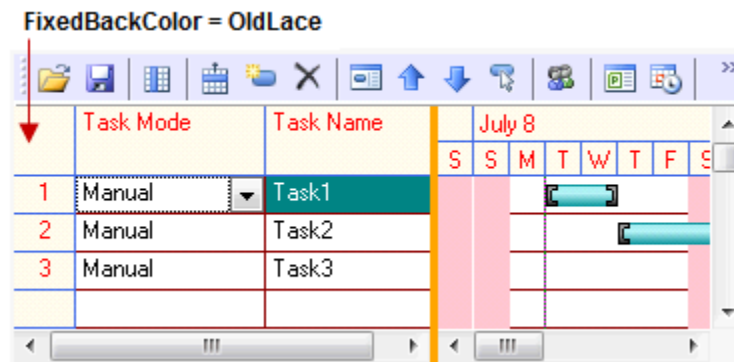 FixedBackColor = OldLace
Task Mode Task Name July 8
S S M T W T F S
1 Manual Task1
2 Manual Task2
3 Manual Task3